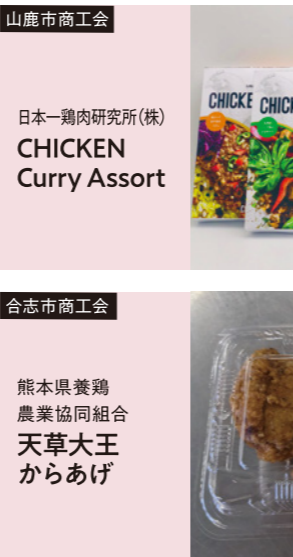 山鹿市商工会
日本一鶏肉研究所(株)
CHICKEN
Curry Assort
CHICKE
CHIC
合志市商工会
熊本県養鶏
農業協同組合
天草大王
からあげ